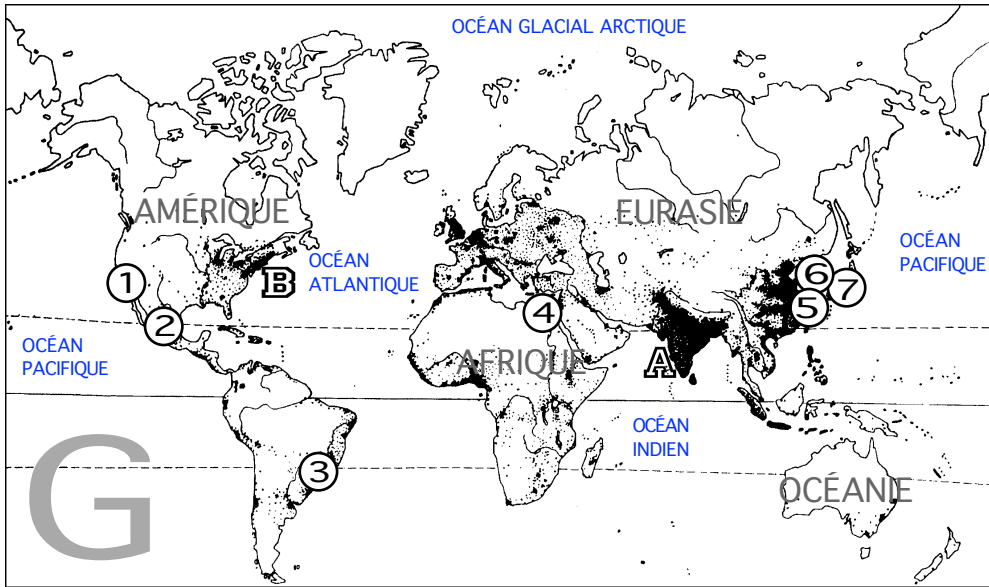 OCÉAN GLACIAL ARCTIQUE
AMÉRIQUE
EURASIE
OCÉAN
ATLANTIQUE
OCÉAN
PACIFIQUE
B
1
2
4
6
7
5
OCÉAN
PACIFIQUE
AFRIQUE
A
OCÉAN
INDIEN
3
G
OCÉANIE